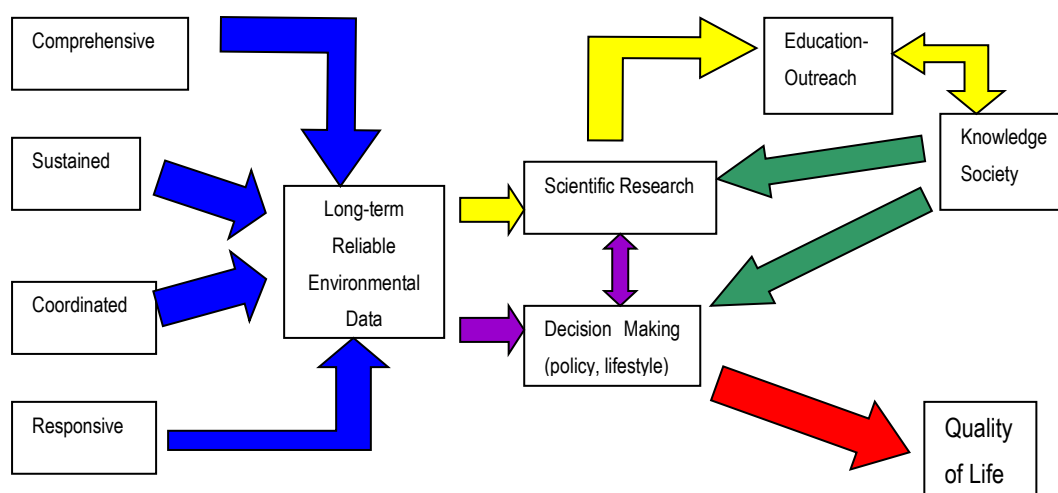 Comprehensive
Sustained
Coordinated
Responsive
Long-term
Reliable
Environmental
Data
Education-
Outreach
Knowledge
Society
Scientific Research
Decision Making
(policy, lifestyle)
Quality
of Life